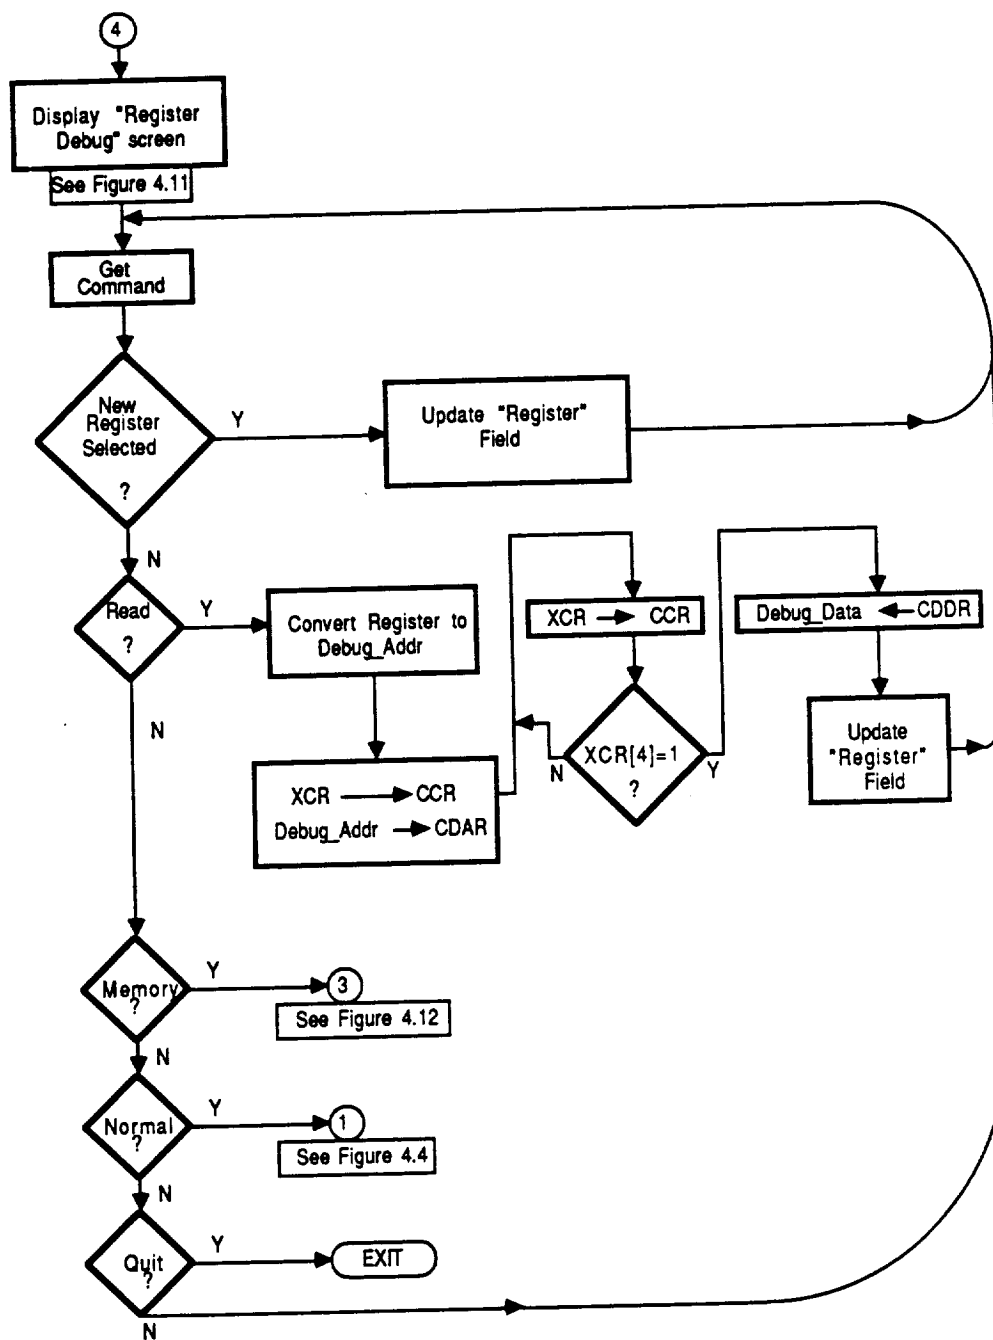 4
Display "Register
Debug" screen
See Figure 4.11
Get
Command
New
Register
Selected
?
Y
Update "Register"
Field
N
Read
?
Y
Convert Register to
Debug_Addr
XCR → CCR
Debug_Addr → CDAR
XCR → CCR
XCR[4]=1
?
N
Y
Debug_Data ← CDDR
Update
"Register"
Field
N
Memory
?
Y
3
See Figure 4.12
N
Normal
?
Y
1
See Figure 4.4
N
Quit
?
Y
EXIT
N